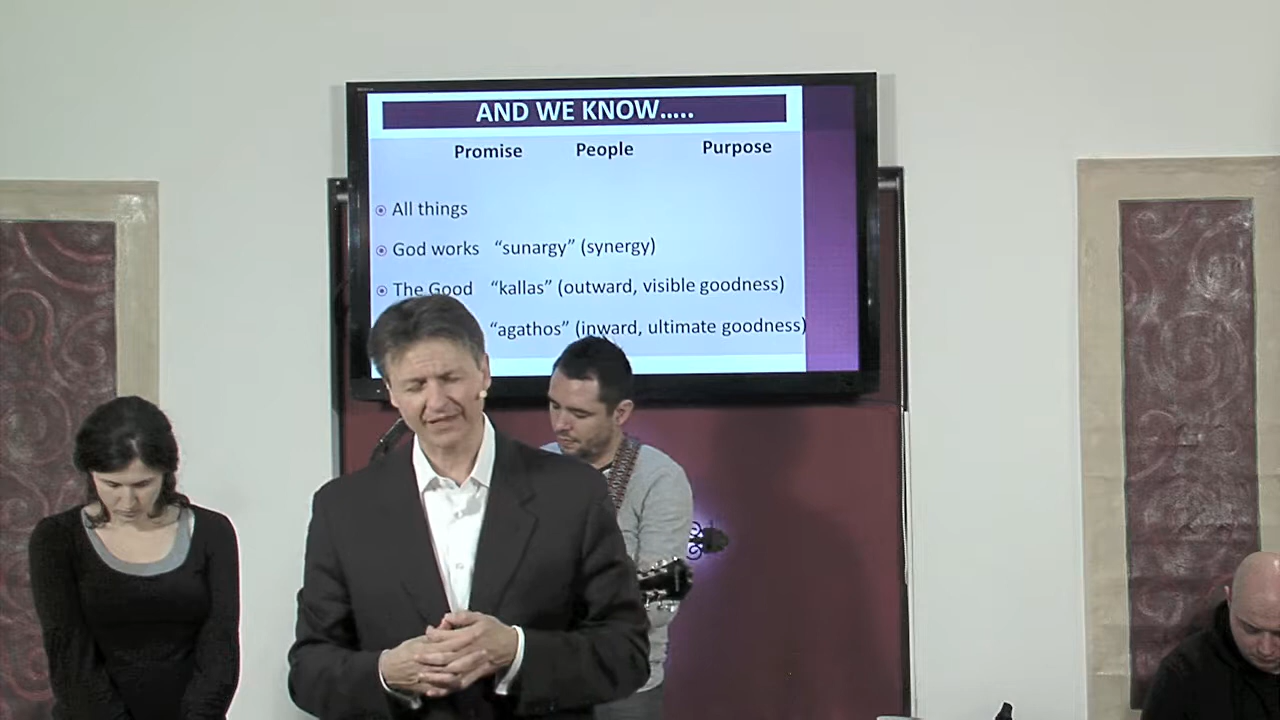 AND WE KNOW.....
Promise People Purpose
All things
God works “sunargy” (synergy)
The Good “kallas” (outward, visible goodness)
“agathos” (inward, ultimate goodness)